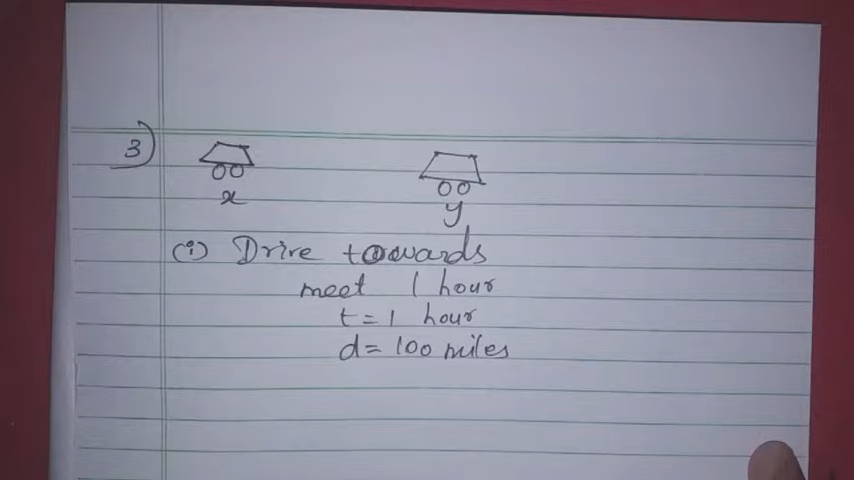 3)
x y
(i) Drive towards
meet 1 hour
t = 1 hour
d = 100 miles